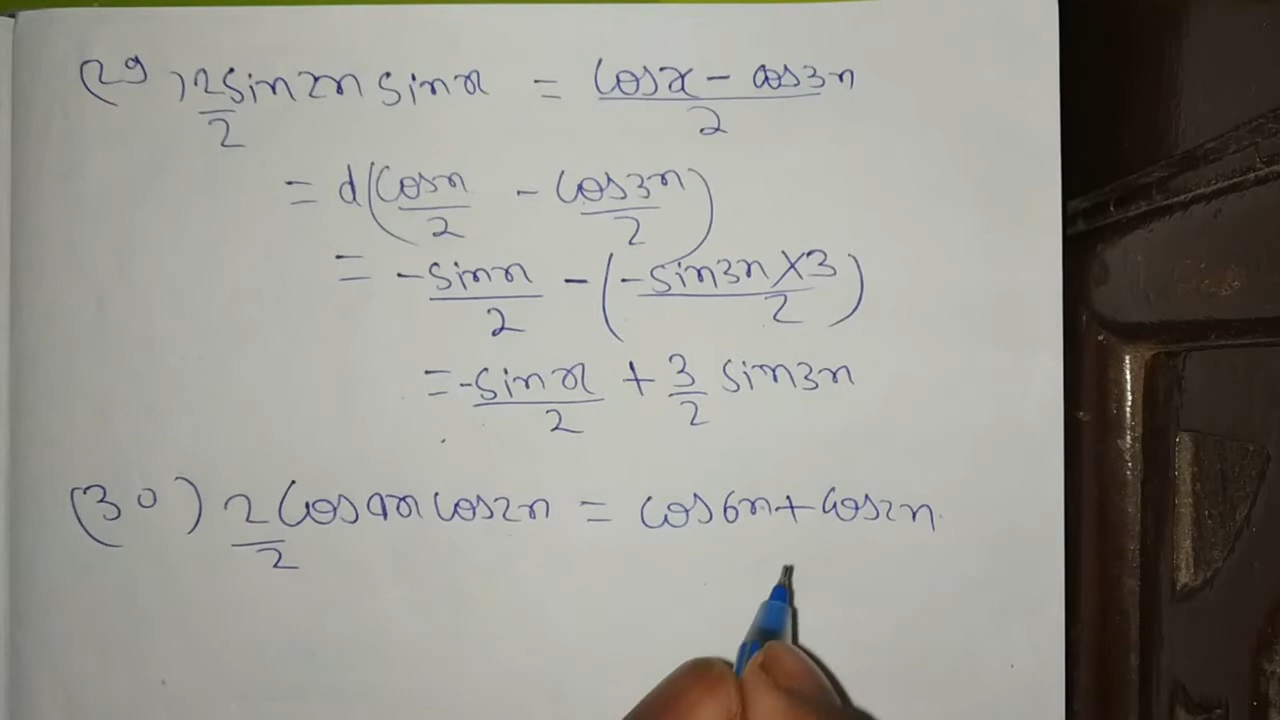 (29) 2/2 sin2x sinx = (cosx - cos3x)/2
= d(cosx/2 - cos3x/2)
= -sinx/2 - (-sin3x×3/2)
= -sinx/2 + 3/2 sin3x
(30) 2/2 cos4x cos2x = cos6x + cos2x